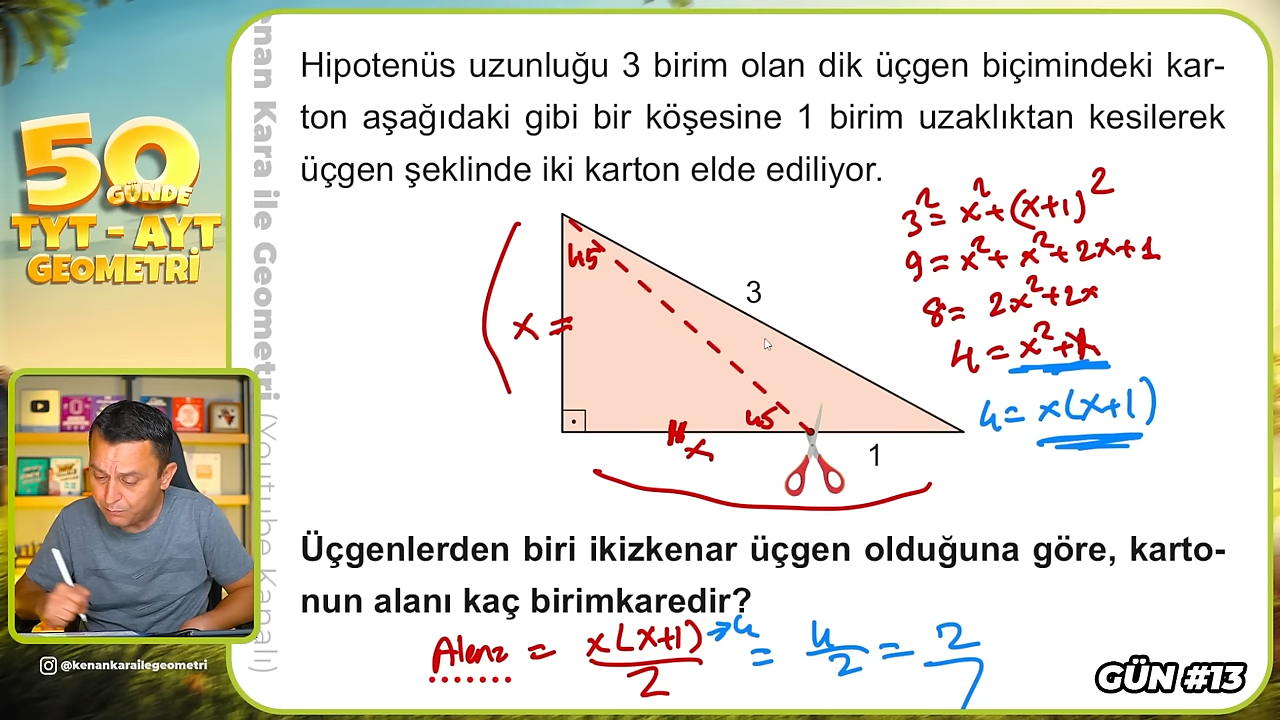 50
GÜNDE
TYT - AYT
GEOMETRİ
Kenan Kara ile Geometri (Youtube Kanalı)
Hipotenüs uzunluğu 3 birim olan dik üçgen biçimindeki kar-
ton aşağıdaki gibi bir köşesine 1 birim uzaklıktan kesilerek
üçgen şeklinde iki karton elde ediliyor.
3² = x² + (x+1)²
9 = x² + x² + 2x + 1
8 = 2x² + 2x
4 = x² + x
4 = x(x+1)
45
3
x =
45
x
1
Üçgenlerden biri ikizkenar üçgen olduğuna göre, karto-
nun alanı kaç birimkaredir?
Alan = x(x+1)/2 → 4 = 4/2 = 2
@kenankarailegeometri
GÜN #13